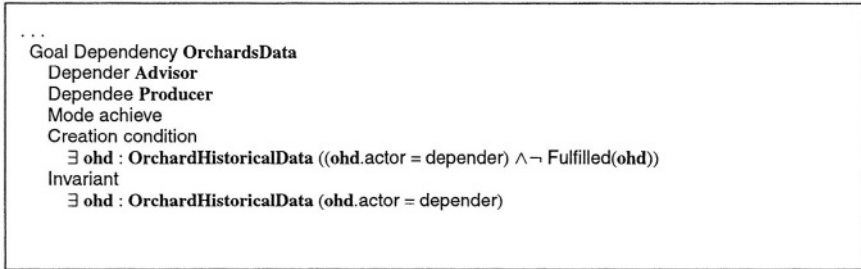 . . .
Goal Dependency OrchardsData
Depender Advisor
Dependee Producer
Mode achieve
Creation condition
∃ ohd : OrchardHistoricalData ((ohd.actor = depender) ∧¬ Fulfilled(ohd))
Invariant
∃ ohd : OrchardHistoricalData (ohd.actor = depender)